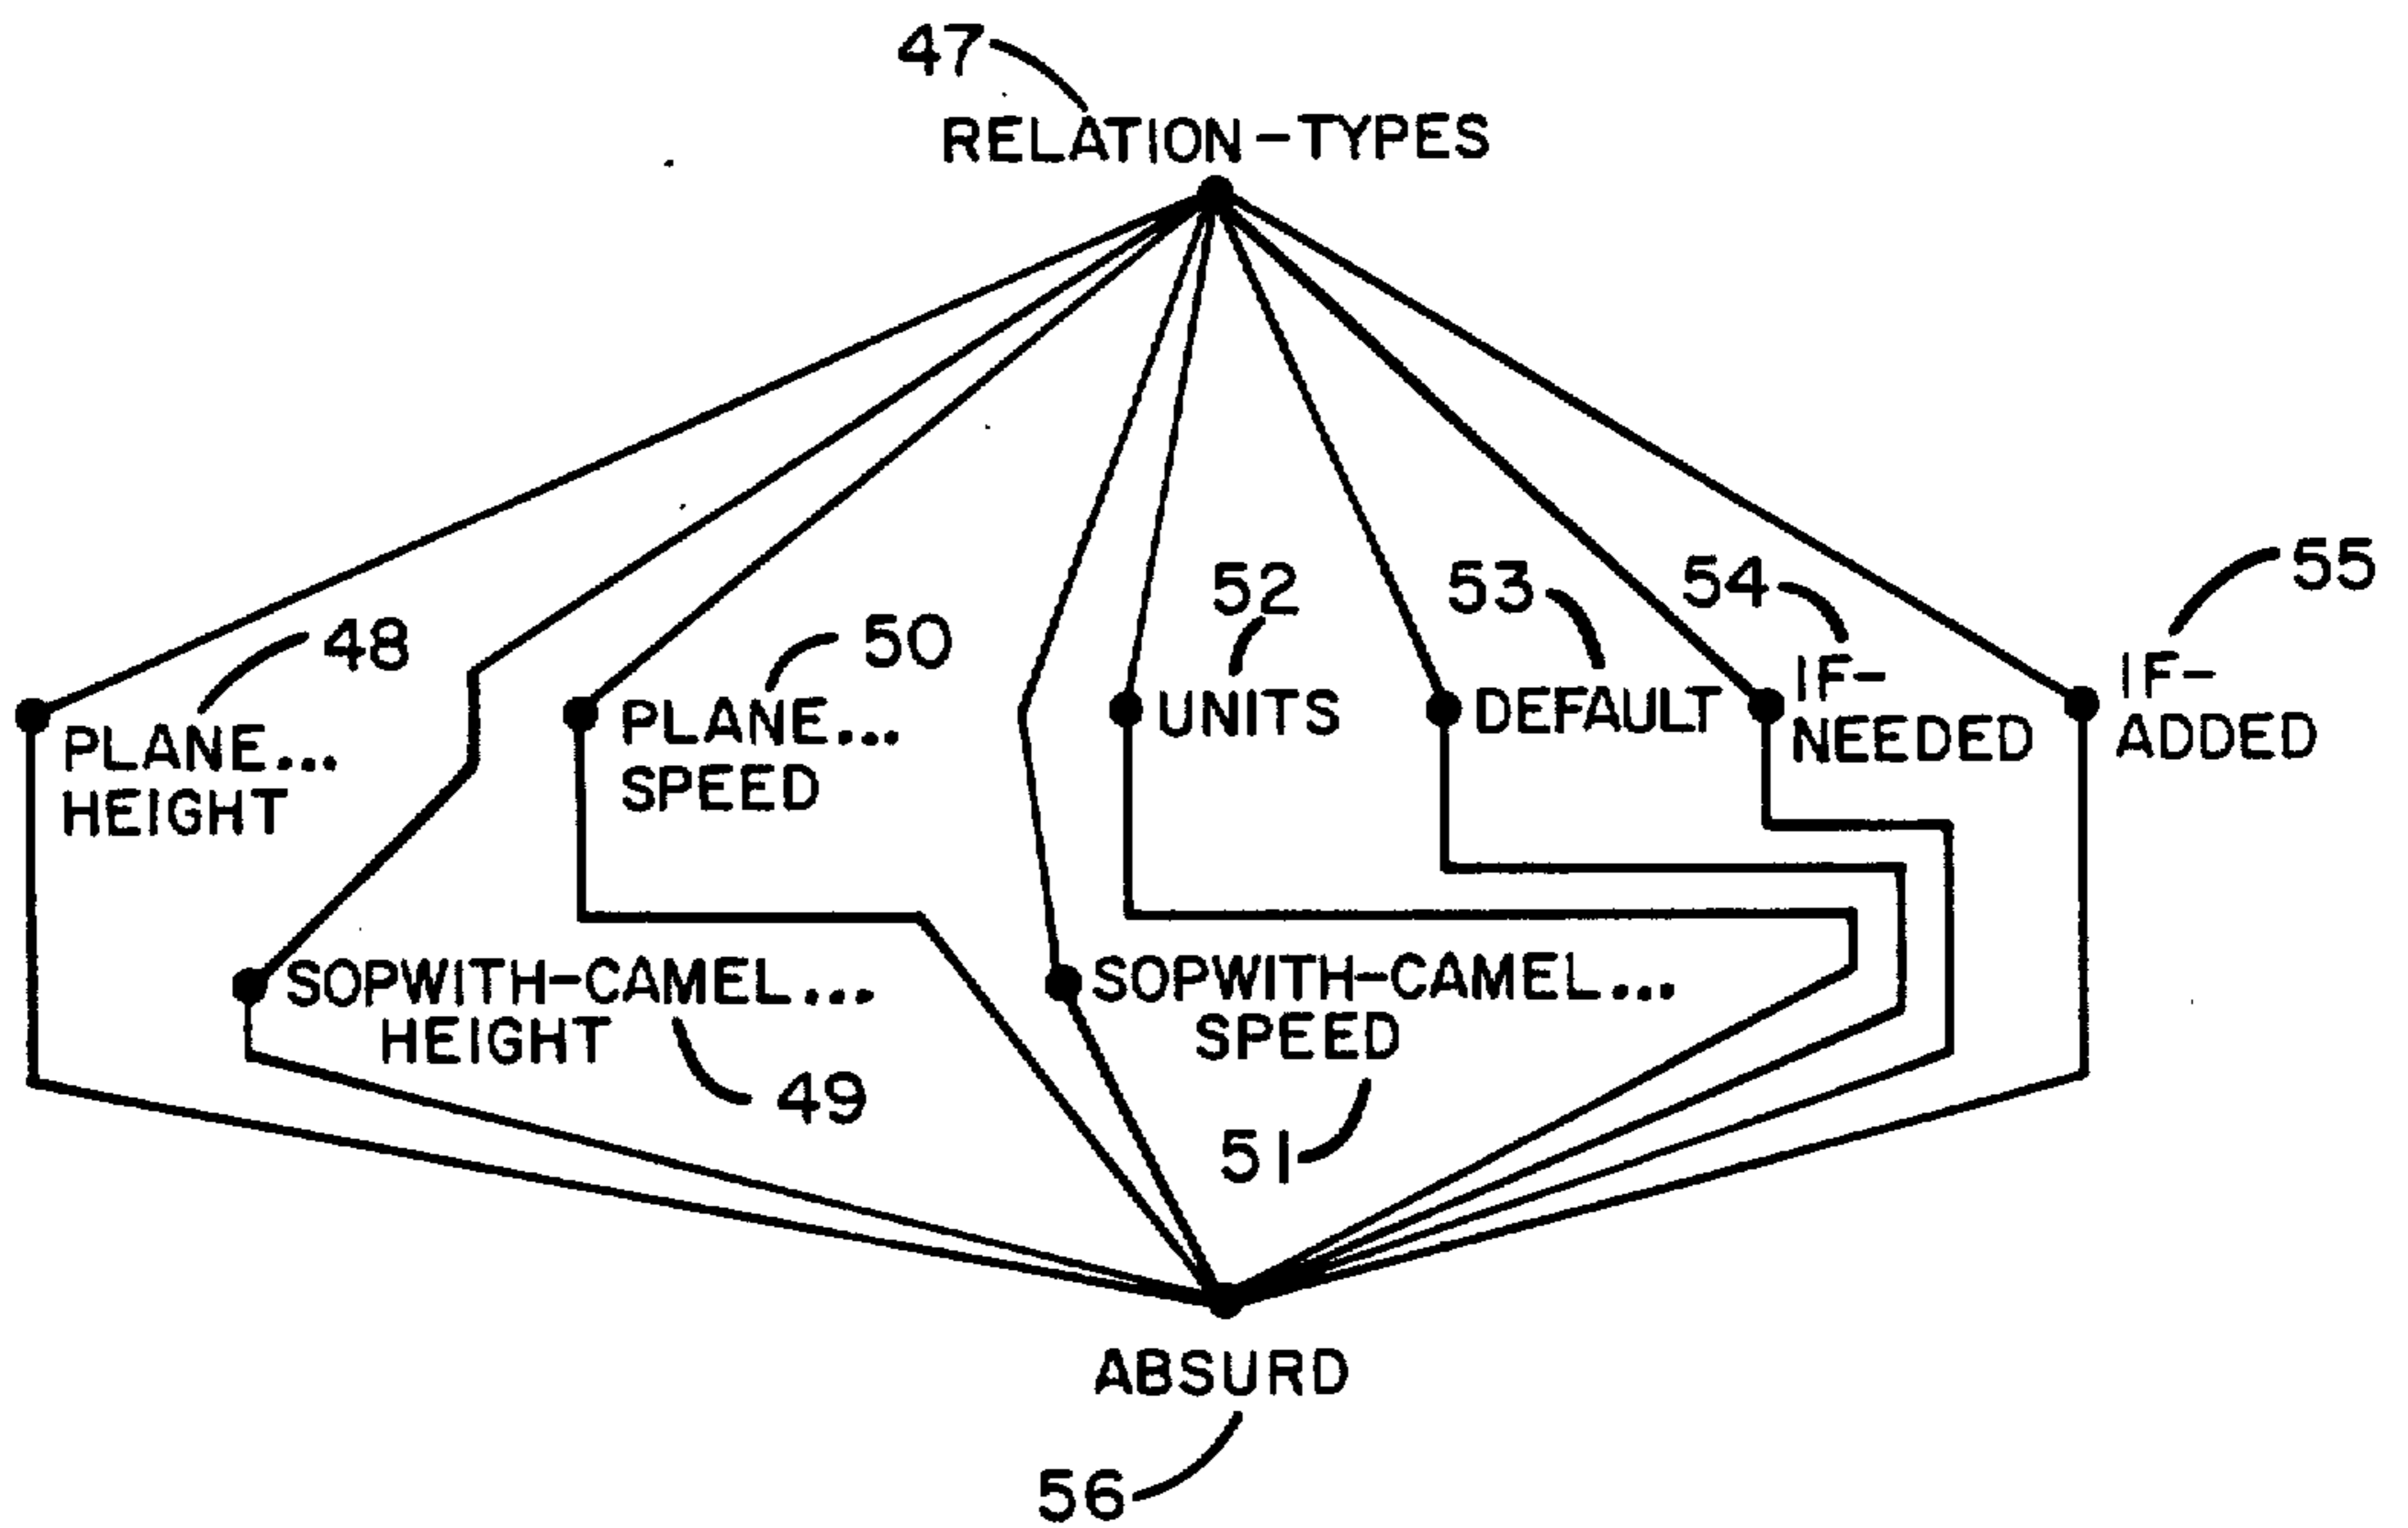 47
RELATION-TYPES
48
50
52
53
54
55
PLANE...
HEIGHT
PLANE...
SPEED
UNITS
DEFAULT
IF-
NEEDED
IF-
ADDED
SOPWITH-CAMEL...
HEIGHT
49
SOPWITH-CAMEL...
SPEED
51
ABSURD
56